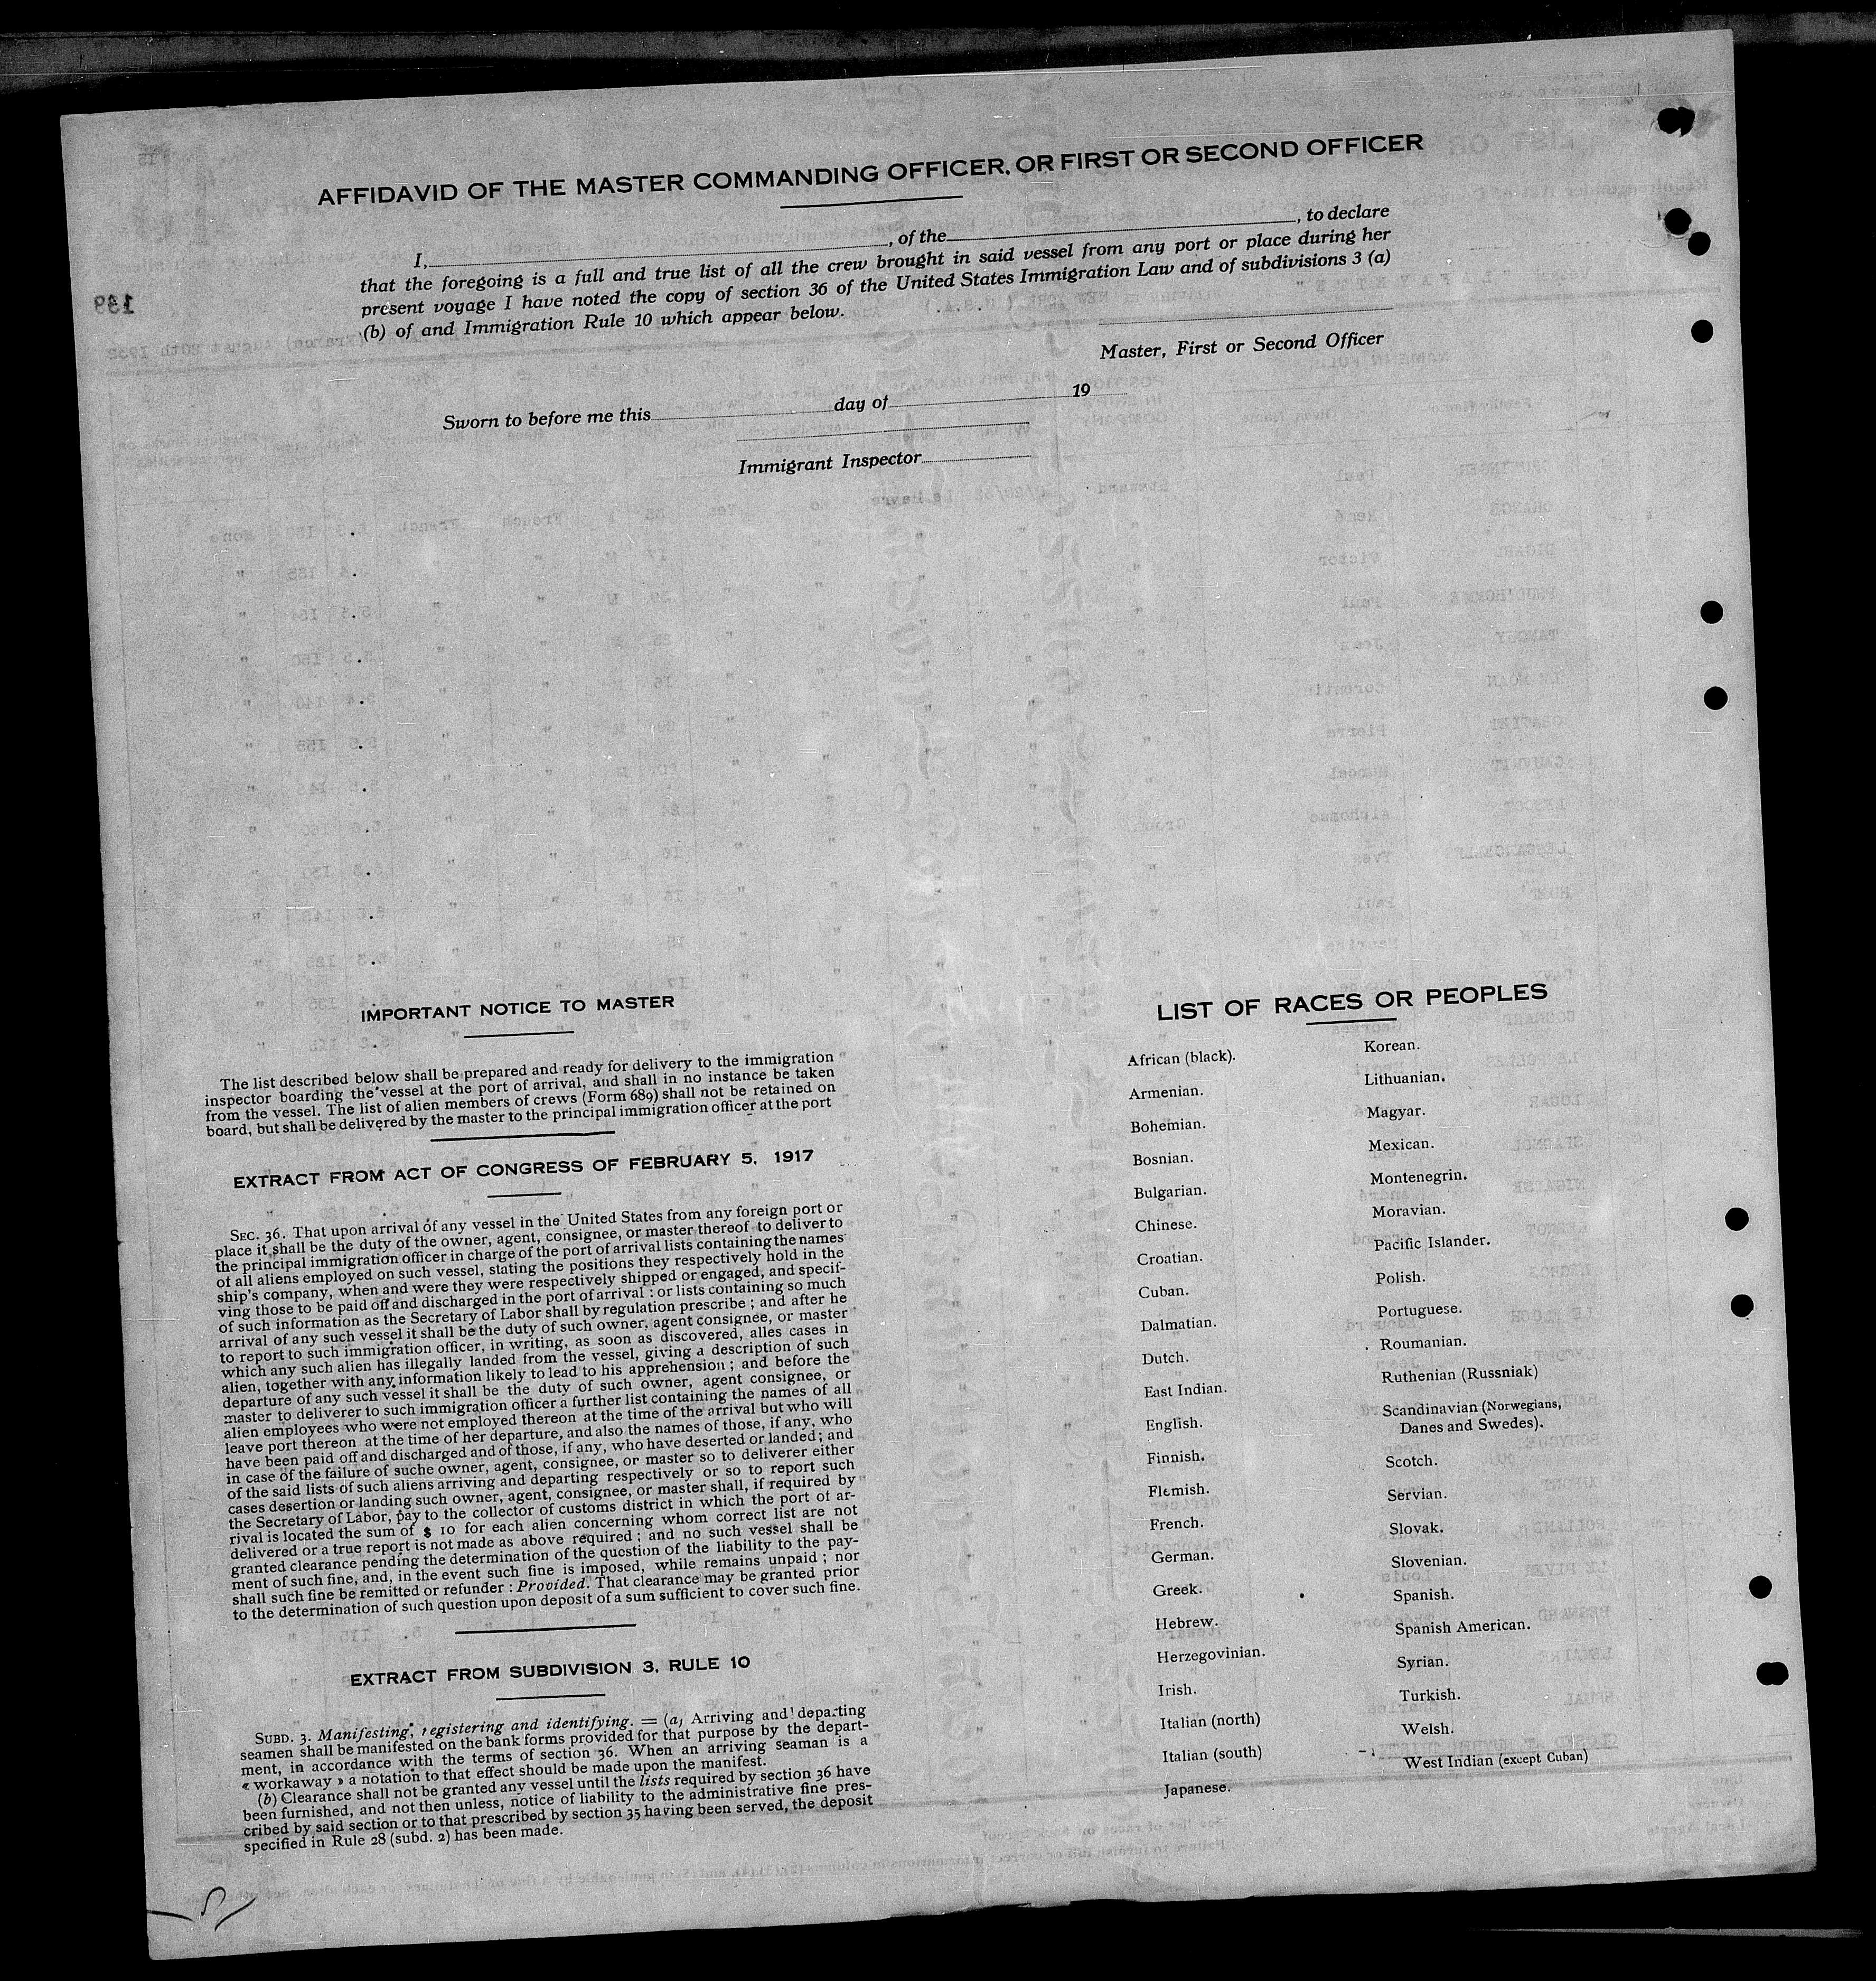 AFFIDAVID OF THE MASTER COMMANDING OFFICER, OR FIRST OR SECOND OFFICER
I, , of the , to declare
that the foregoing is a full and true list of all the crew brought in said vessel from any port or place during her
present voyage I have noted the copy of section 36 of the United States Immigration Law and of subdivisions 3 (a)
(b) of and Immigration Rule 10 which appear below.
139
Master, First or Second Officer
Sworn to before me this day of 19
Immigrant Inspector
IMPORTANT NOTICE TO MASTER
The list described below shall be prepared and ready for delivery to the immigration
inspector boarding the vessel at the port of arrival, and shall in no instance be taken
from the vessel. The list of alien members of crews (Form 689) shall not be retained on
board, but shall be delivered by the master to the principal immigration officer at the port
EXTRACT FROM ACT OF CONGRESS OF FEBRUARY 5, 1917
SEC. 36. That upon arrival of any vessel in the United States from any foreign port or
place it shall be the duty of the owner, agent, consignee, or master thereof to deliver to
the principal immigration officer in charge of the port of arrival lists containing the names
of all aliens employed on such vessel, stating the positions they respectively hold in the
ship's company, when and were they were respectively shipped or engaged, and specif-
ving those to be paid off and discharged in the port of arrival : or lists containing so much
of such information as the Secretary of Labor shall by regulation prescribe ; and after he
arrival of any such vessel it shall be the duty of such owner, agent consignee, or master
to report to such immigration officer, in writing, as soon as discovered, alles cases in
which any such alien has illegally landed from the vessel, giving a description of such
alien, together with any information likely to lead to his apprehension ; and before the
departure of any such vessel it shall be the duty of such owner, agent consignee, or
master to deliverer to such immigration officer a further list containing the names of all
alien employees who were not employed thereon at the time of the arrival but who will
leave port thereon at the time of her departure, and also the names of those, if any, who
have been paid off and discharged and of those, if any, who have deserted or landed ; and
in case of the failure of suche owner, agent, consignee, or master so to deliverer either
of the said lists of such aliens arriving and departing respectively or so to report such
cases desertion or landing such owner, agent, consignee, or master shall, if required by
the Secretary of Labor, pay to the collector of customs district in which the port of ar-
rival is located the sum of $ 10 for each alien concerning whom correct list are not
delivered or a true report is not made as above required ; and no such vessel shall be
granted clearance pending the determination of the question of the liability to the pay-
ment of such fine, and, in the event such fine is imposed, while remains unpaid ; nor
shall such fine be remitted or refunder : Provided. That clearance may be granted prior
to the determination of such question upon deposit of a sum sufficient to cover such fine.
EXTRACT FROM SUBDIVISION 3, RULE 10
SUBD. 3. Manifesting, registering and identifying. = (a) Arriving and departing
seamen shall be manifested on the bank forms provided for that purpose by the depart-
ment, in accordance with the terms of section 36. When an arriving seaman is a
« workaway » a notation to that effect should be made upon the manifest.
(b) Clearance shall not be granted any vessel until the lists required by section 36 have
been furnished, and not then unless, notice of liability to the administrative fine pres-
cribed by said section or to that prescribed by section 35 having been served, the deposit
specified in Rule 28 (subd. 2) has been made.
LIST OF RACES OR PEOPLES
African (black).
Armenian.
Bohemian.
Bosnian.
Bulgarian.
Chinese.
Croatian.
Cuban.
Dalmatian.
Dutch.
East Indian.
English.
Finnish.
Flemish.
French.
German.
Greek.
Hebrew.
Herzegovinian.
Irish.
Italian (north)
Italian (south)
Japanese.
Korean.
Lithuanian.
Magyar.
Mexican.
Montenegrin.
Moravian.
Pacific Islander.
Polish.
Portuguese.
Roumanian.
Ruthenian (Russniak)
Scandinavian (Norwegians,
Danes and Swedes).
Scotch.
Servian.
Slovak.
Slovenian.
Spanish.
Spanish American.
Syrian.
Turkish.
Welsh.
West Indian (except Cuban)